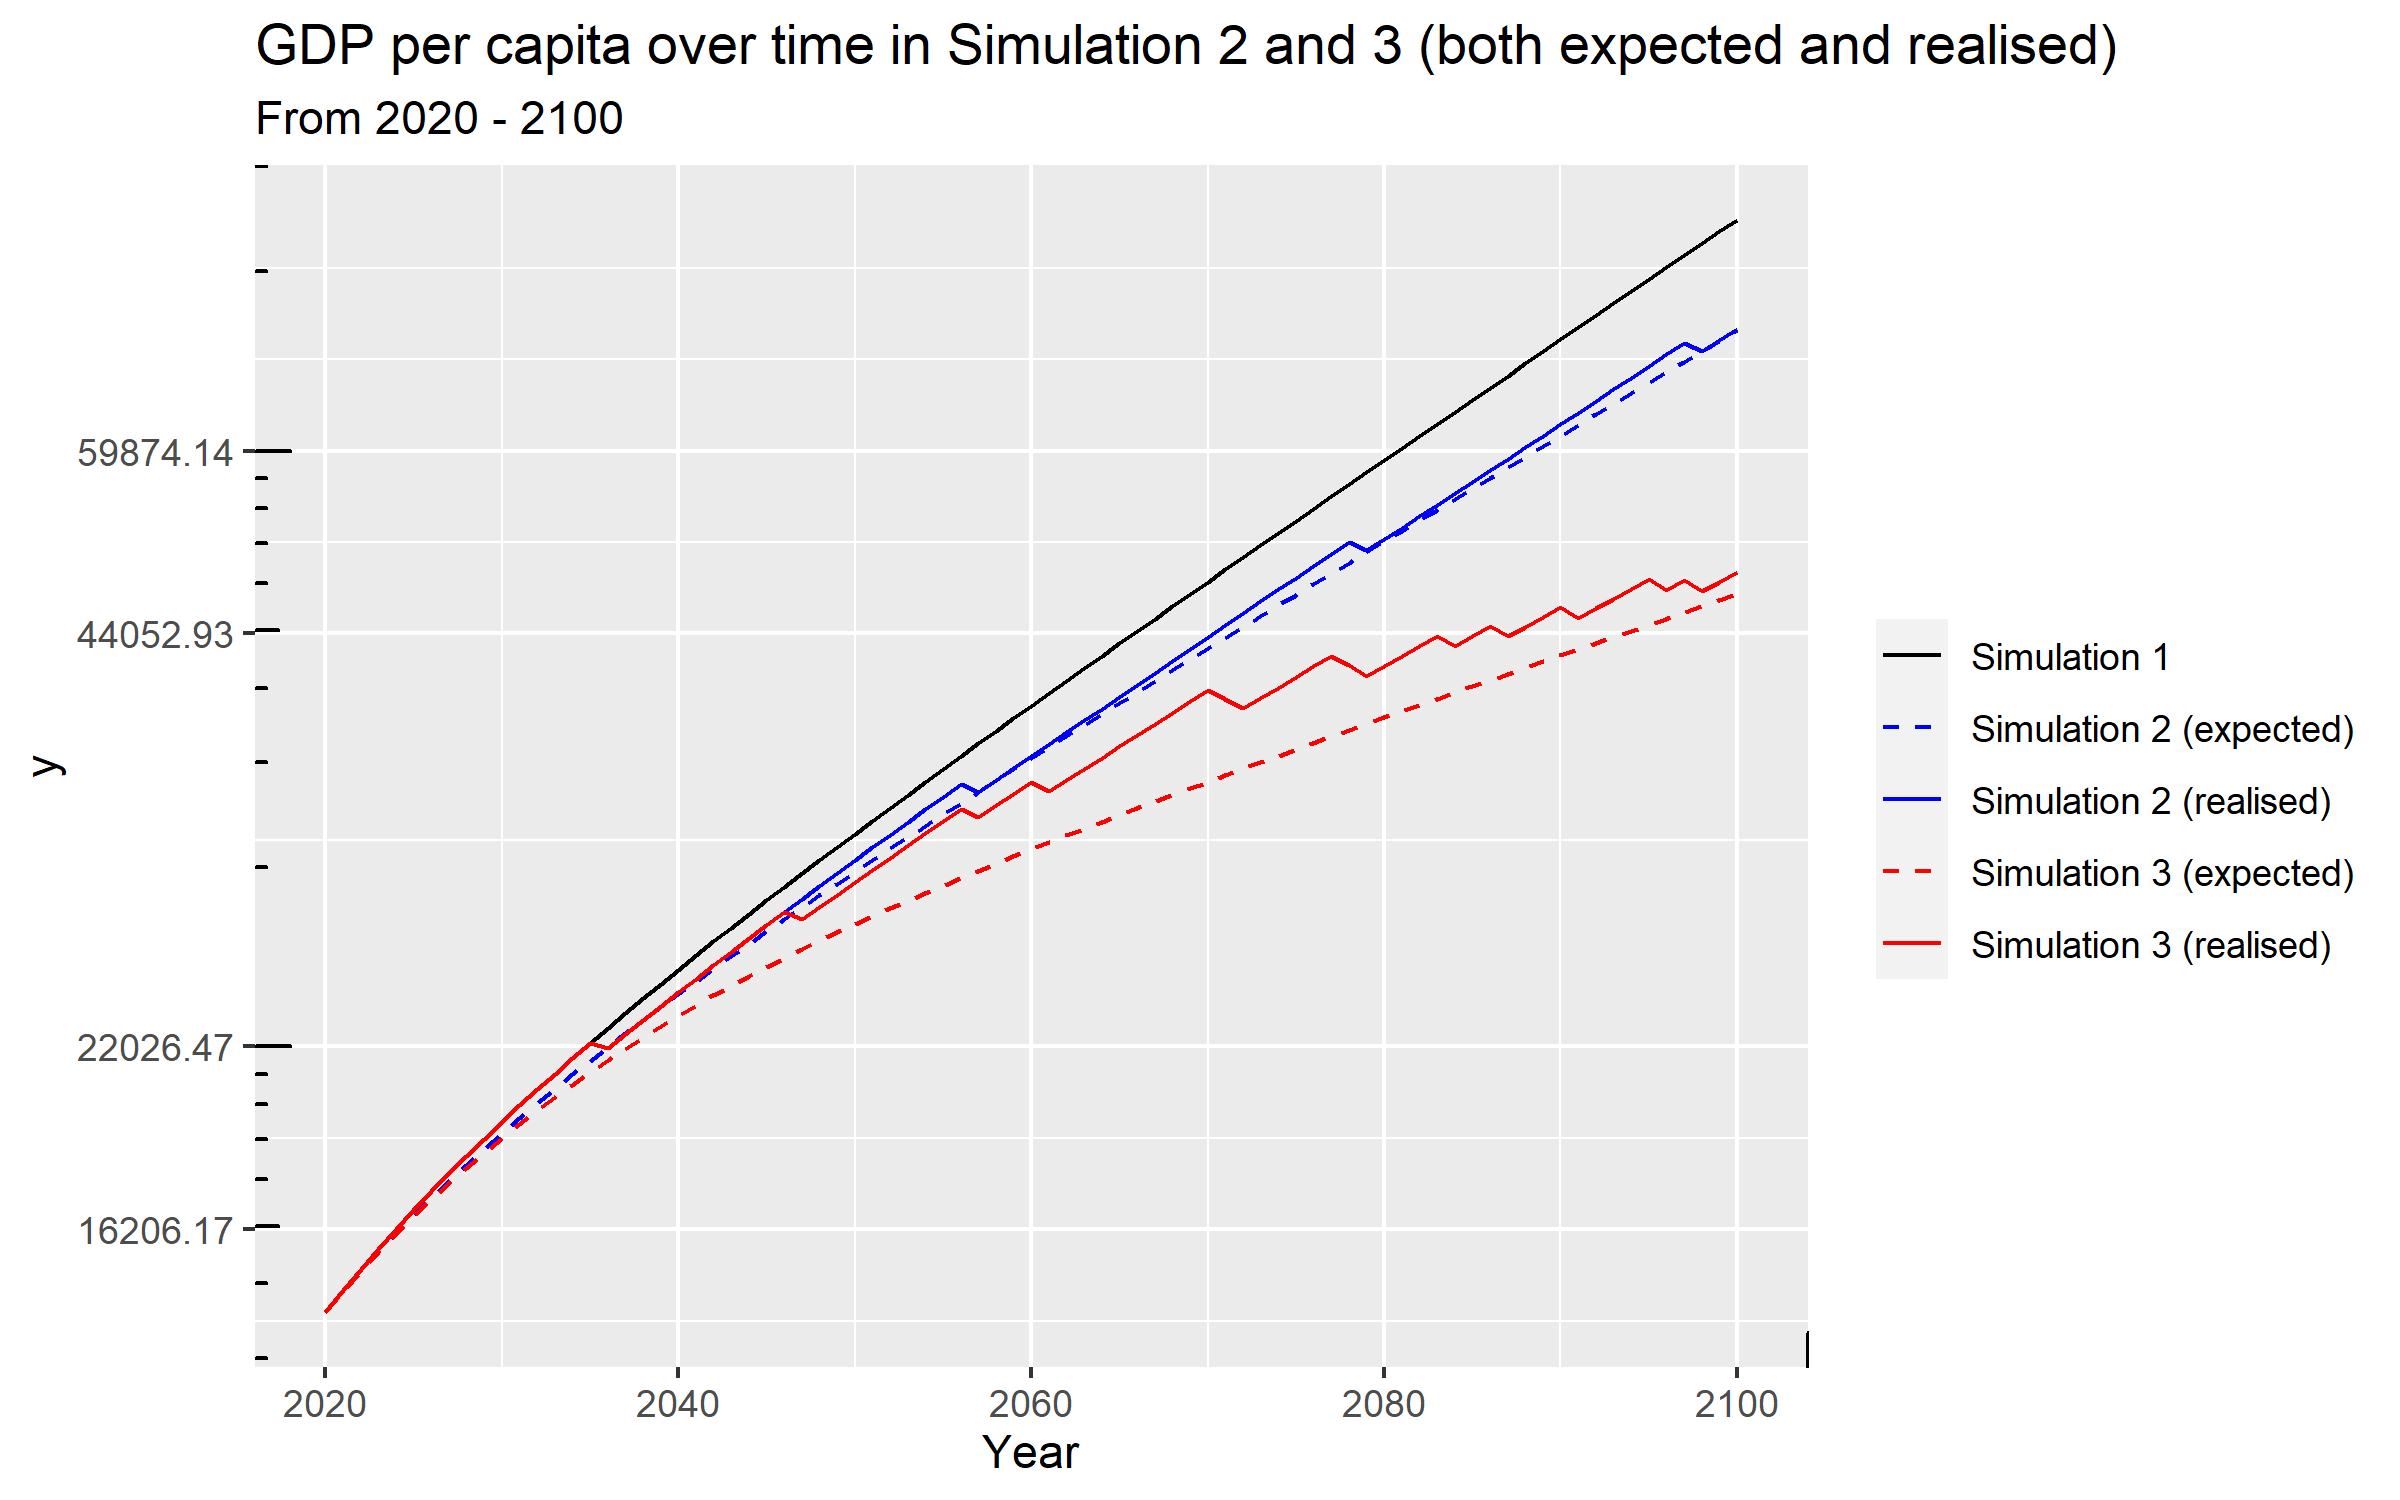 GDP per capita over time in Simulation 2 and 3 (both expected and realised)
From 2020 - 2100
59874.14
44052.93
22026.47
16206.17
y
2020 2040 2060 2080 2100
Year
Simulation 1
Simulation 2 (expected)
Simulation 2 (realised)
Simulation 3 (expected)
Simulation 3 (realised)